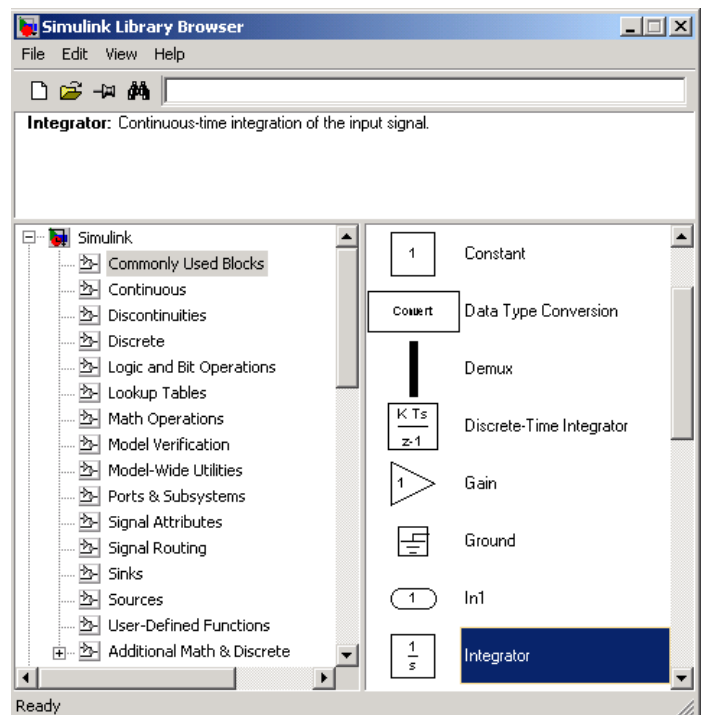 Simulink Library Browser
File Edit View Help
Integrator: Continuous-time integration of the input signal.
Simulink
Commonly Used Blocks
Continuous
Discontinuities
Discrete
Logic and Bit Operations
Lookup Tables
Math Operations
Model Verification
Model-Wide Utilities
Ports & Subsystems
Signal Attributes
Signal Routing
Sinks
Sources
User-Defined Functions
Additional Math & Discrete
1 Constant
Convert Data Type Conversion
Demux
K Ts
z-1
Discrete-Time Integrator
1 Gain
Ground
1 In1
1
s
Integrator
Ready